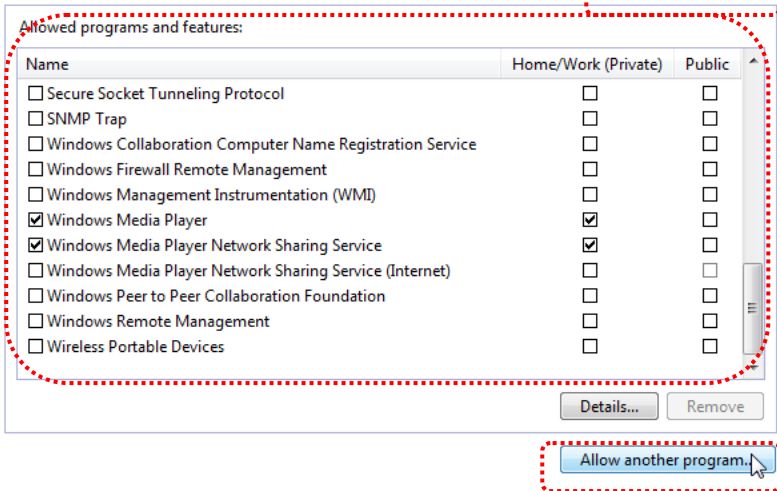 Allowed programs and features:
Name Home/Work (Private) Public
Secure Socket Tunneling Protocol
SNMP Trap
Windows Collaboration Computer Name Registration Service
Windows Firewall Remote Management
Windows Management Instrumentation (WMI)
Windows Media Player
Windows Media Player Network Sharing Service
Windows Media Player Network Sharing Service (Internet)
Windows Peer to Peer Collaboration Foundation
Windows Remote Management
Wireless Portable Devices
Details... Remove
Allow another program...